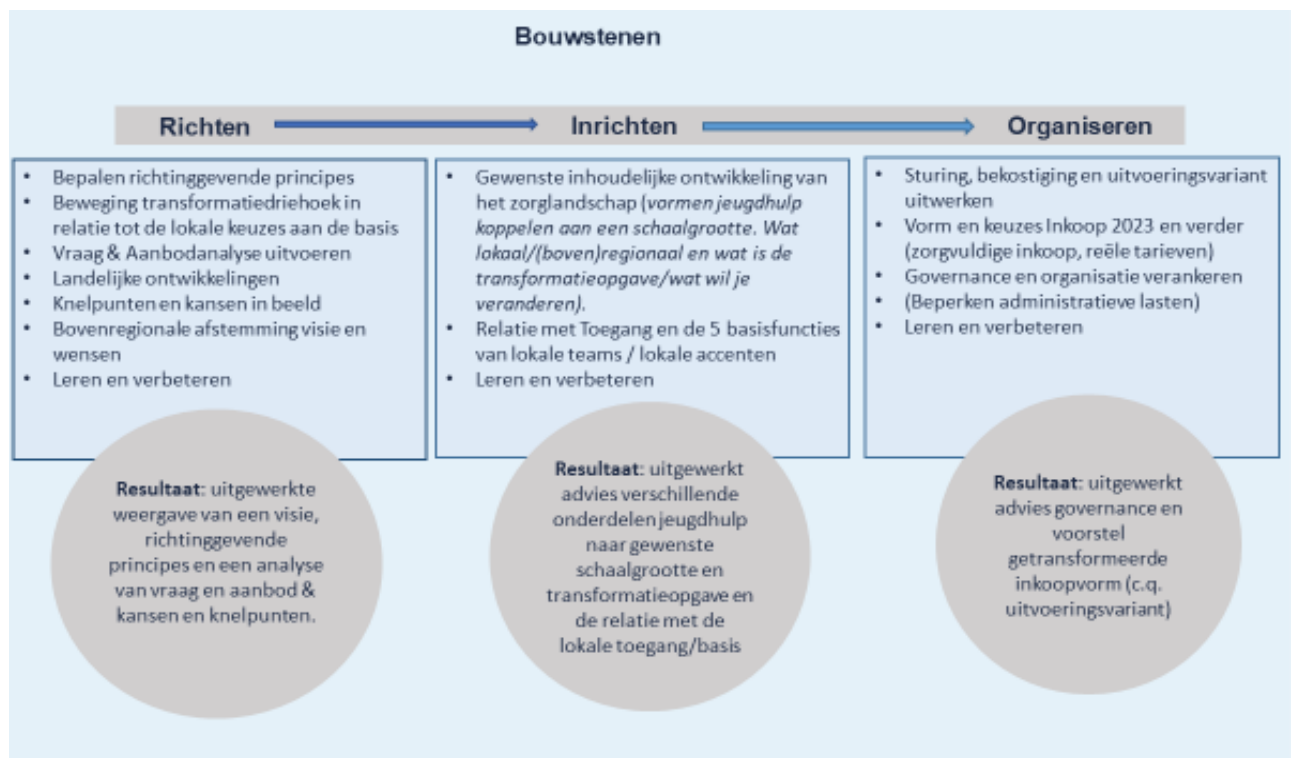 Bouwstenen
Richten
Inrichten
Organiseren
• Bepalen richtinggevende principes
• Beweging transformatiedriehoek in
relatie tot de lokale keuzes aan de basis
• Vraag & Aanbodanalyse uitvoeren
• Landelijke ontwikkelingen
• Knelpunten en kansen in beeld
• Bovenregionale afstemming visie en
wensen
• Leren en verbeteren
• Gewenste inhoudelijke ontwikkeling van
het zorglandschap (vormen jeugdhulp
koppelen aan een schaalgrootte. Wat
lokaal/(boven)regionaal en wat is de
transformatieopgave/wat wil je
veranderen).
• Relatie met Toegang en de 5 basisfuncties
van lokale teams / lokale accenten
• Leren en verbeteren
• Sturing, bekostiging en uitvoeringsvariant
uitwerken
• Vorm en keuzes Inkoop 2023 en verder
(zorgvuldige inkoop, reële tarieven)
• Governance en organisatie verankeren
• (Beperken administratieve lasten)
• Leren en verbeteren
Resultaat: uitgewerkte
weergave van een visie,
richtinggevende
principes en een analyse
van vraag en aanbod &
kansen en knelpunten.
Resultaat: uitgewerkt
advies verschillende
onderdelen jeugdhulp
naar gewenste
schaalgrootte en
transformatieopgave en
de relatie met de
lokale toegang/basis
Resultaat: uitgewerkt
advies governance en
voorstel
getransformeerde
inkoopvorm (c.q.
uitvoeringsvariant)